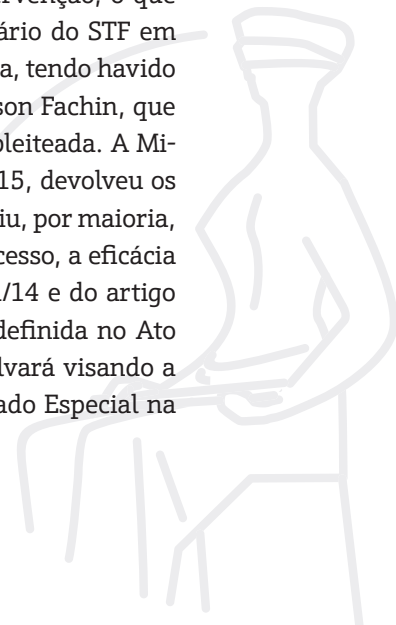 rvenção, o que
ário do STF em
a, tendo havido
son Fachin, que
pleiteada. A Mi-
15, devolveu os
iu, por maioria,
cesso, a eficácia
/14 e do artigo
definida no Ato
lvará visando a
ado Especial na